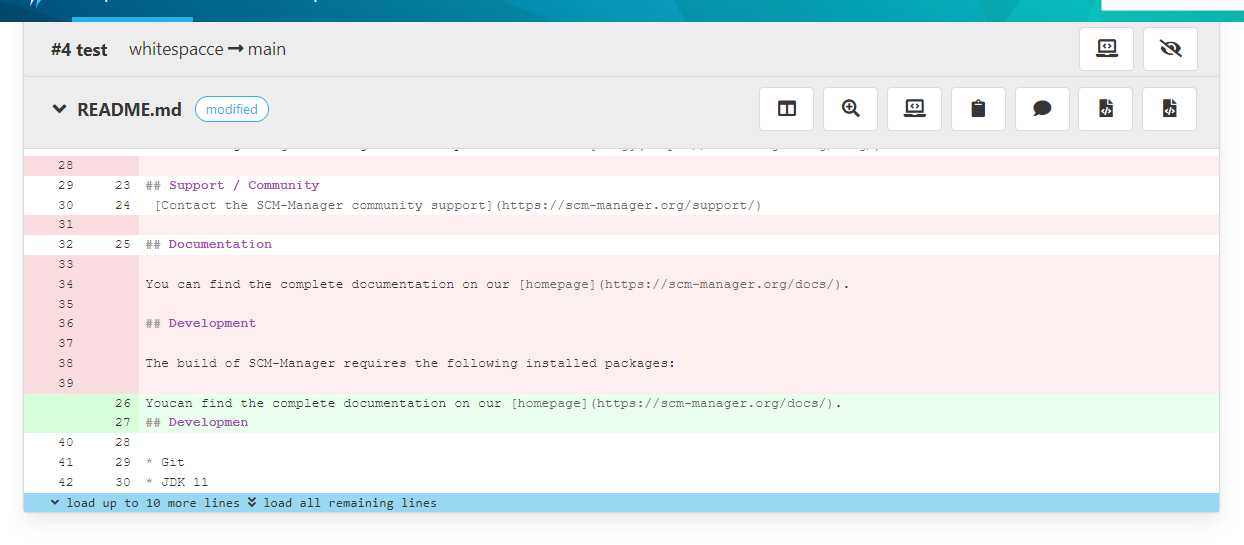 #4 test whitespacce → main
README.md modified
28
29 23 ## Support / Community
30 24 [Contact the SCM-Manager community support](https://scm-manager.org/support/)
31
32 25 ## Documentation
33
34 You can find the complete documentation on our [homepage](https://scm-manager.org/docs/).
35
36 ## Development
37
38 The build of SCM-Manager requires the following installed packages:
39
26 Youcan find the complete documentation on our [homepage](https://scm-manager.org/docs/).
27 ## Developmen
40 28
41 29 * Git
42 30 * JDK 11
load up to 10 more lines load all remaining lines